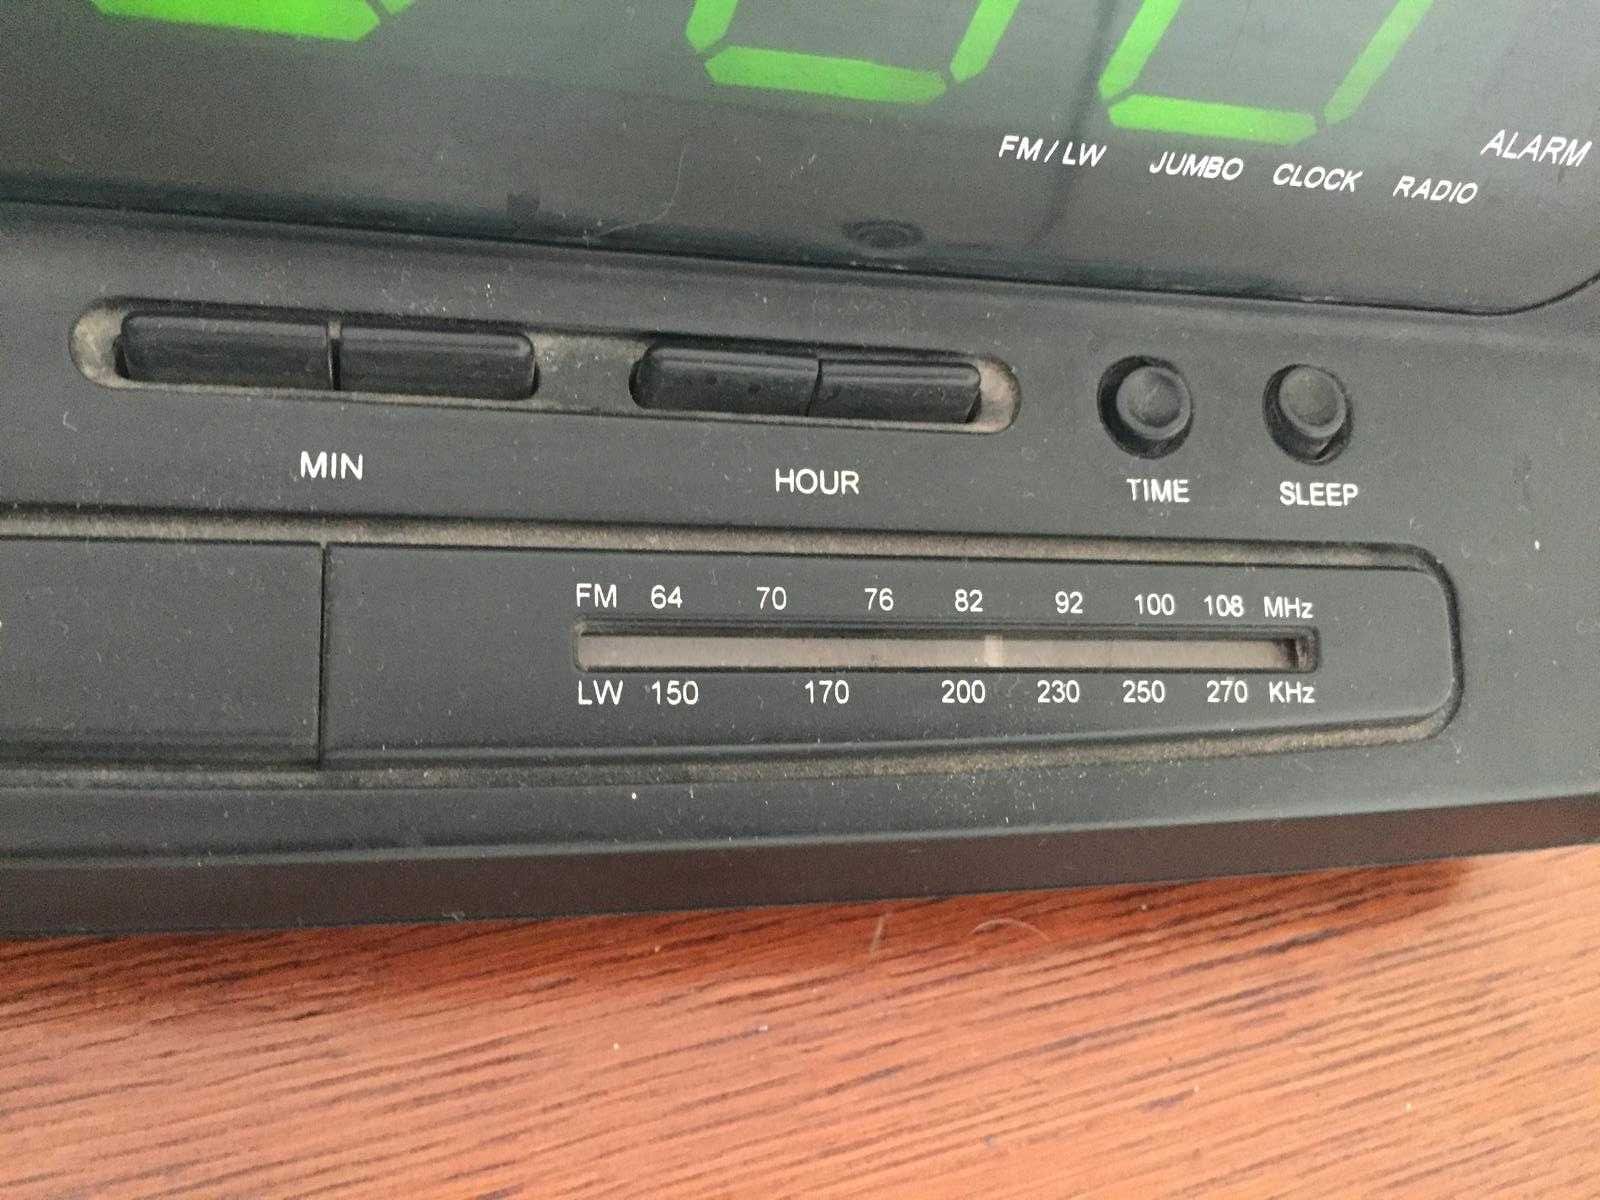 FM/LW JUMBO CLOCK RADIO ALARM
MIN HOUR TIME SLEEP
FM 64 70 76 82 92 100 108 MHz
LW 150 170 200 230 250 270 KHz